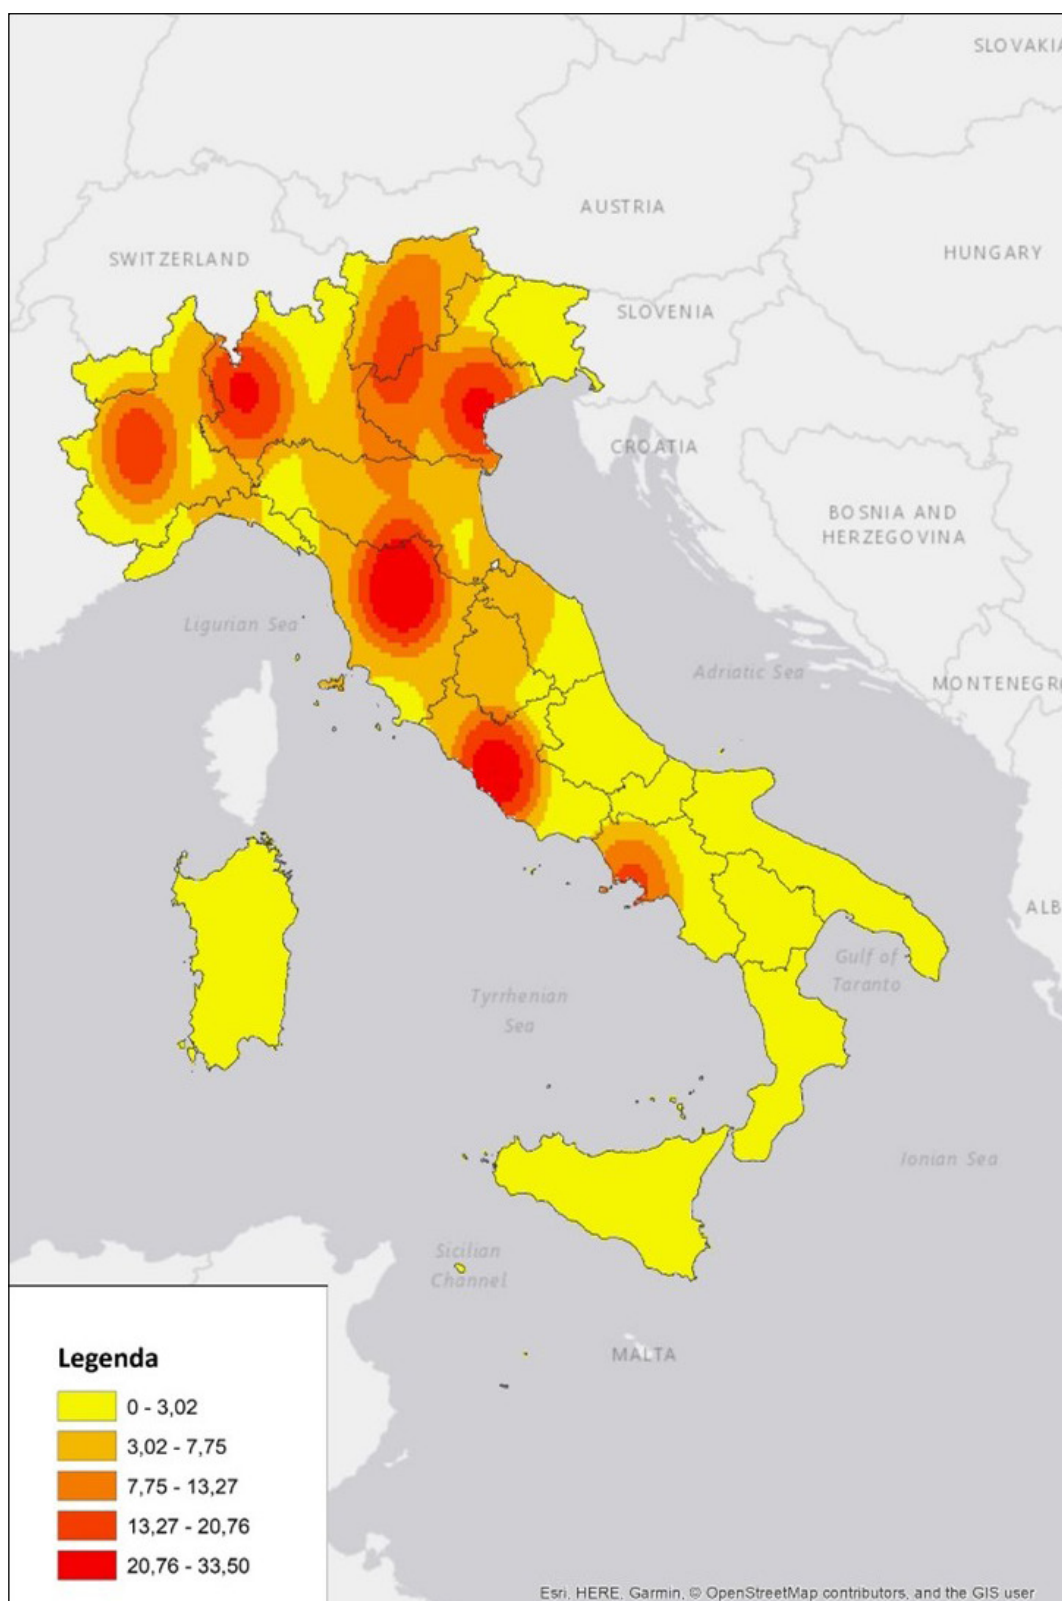 SLOVAKIA
AUSTRIA
SWITZERLAND
HUNGARY
SLOVENIA
CROATIA
BOSNIA AND
HERZEGOVINA
Ligurian Sea
Adriatic Sea
MONTENEGR
ALB
Gulf of
Taranto
Tyrrhenian
Sea
Ionian Sea
Sicilian
Channel
MALTA
Legenda
0 - 3,02
3,02 - 7,75
7,75 - 13,27
13,27 - 20,76
20,76 - 33,50
Esri, HERE, Garmin, © OpenStreetMap contributors, and the GIS user